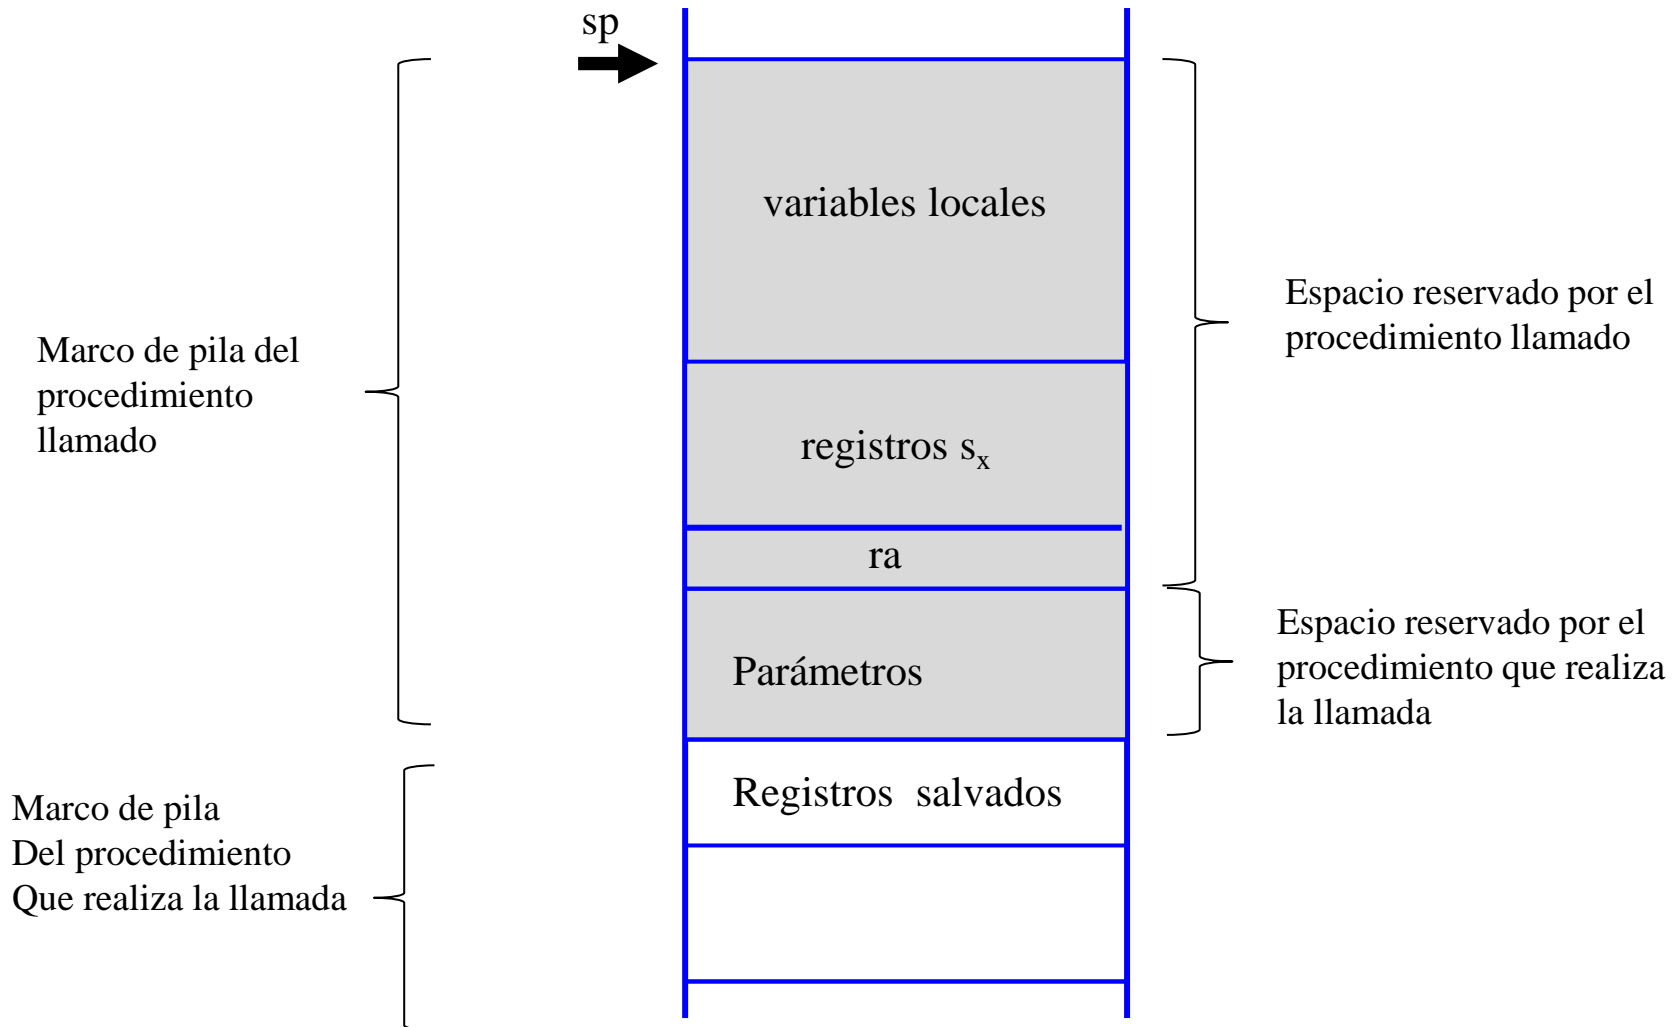 sp
variables locales
Espacio reservado por el
procedimiento llamado
Marco de pila del
procedimiento
llamado
registros sx
ra
Espacio reservado por el
procedimiento que realiza
la llamada
Parámetros
Registros salvados
Marco de pila
Del procedimiento
Que realiza la llamada